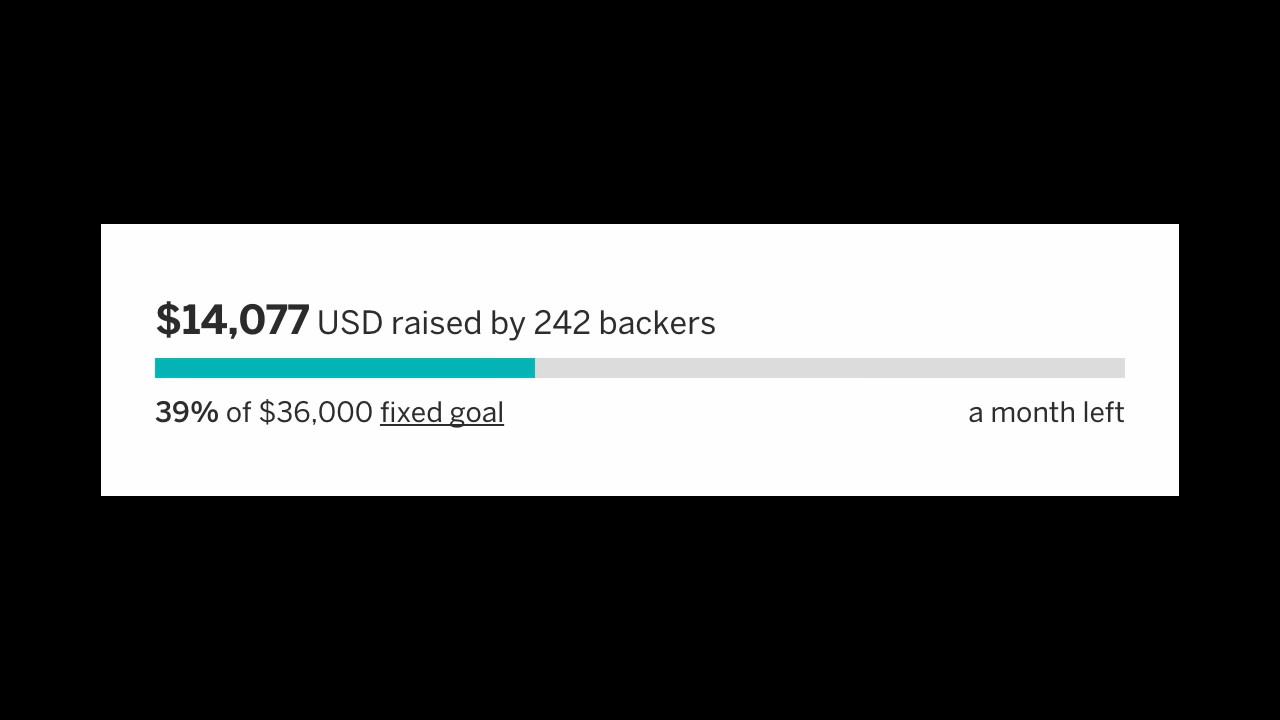 $14,077 USD raised by 242 backers
39% of $36,000 fixed goal
a month left